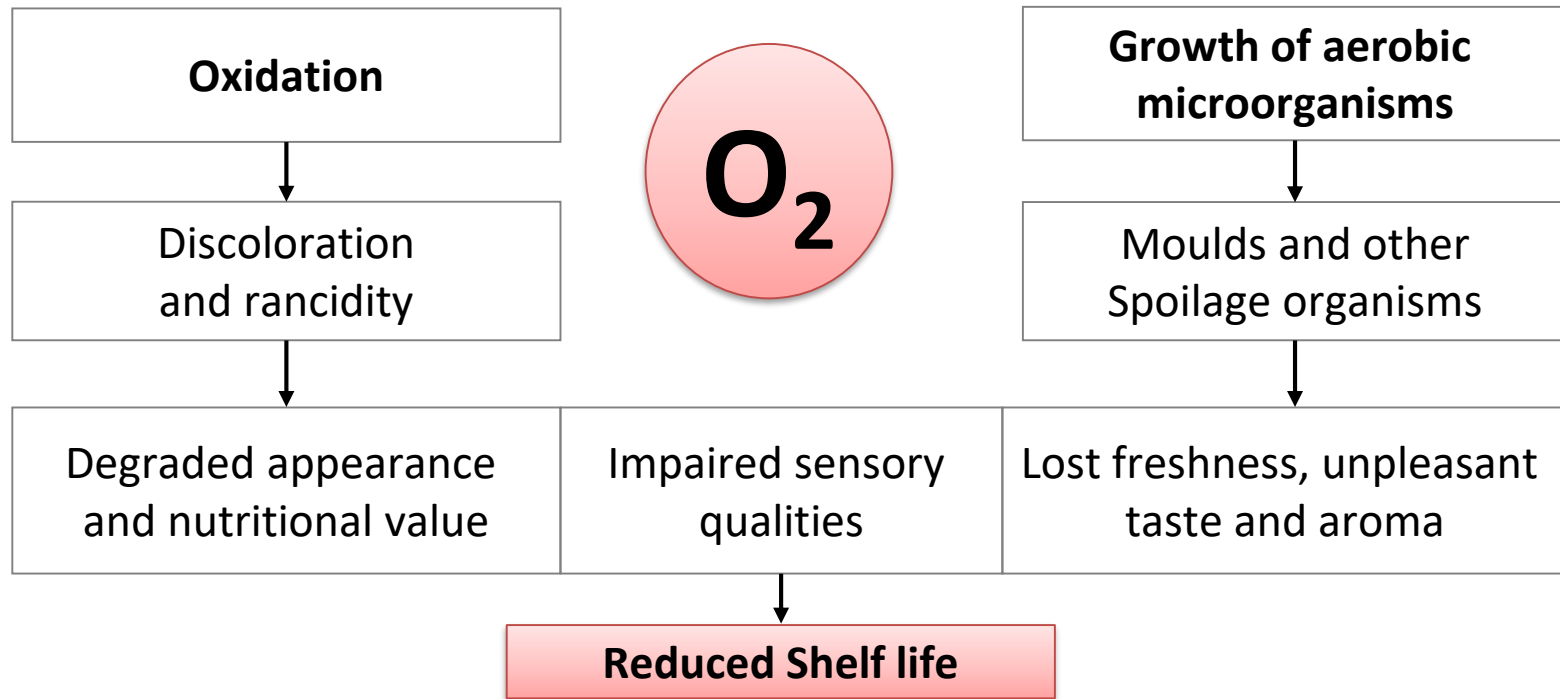 Oxidation
Growth of aerobic
microorganisms
O₂
Discoloration
and rancidity
Moulds and other
Spoilage organisms
Degraded appearance
and nutritional value
Impaired sensory
qualities
Lost freshness, unpleasant
taste and aroma
Reduced Shelf life